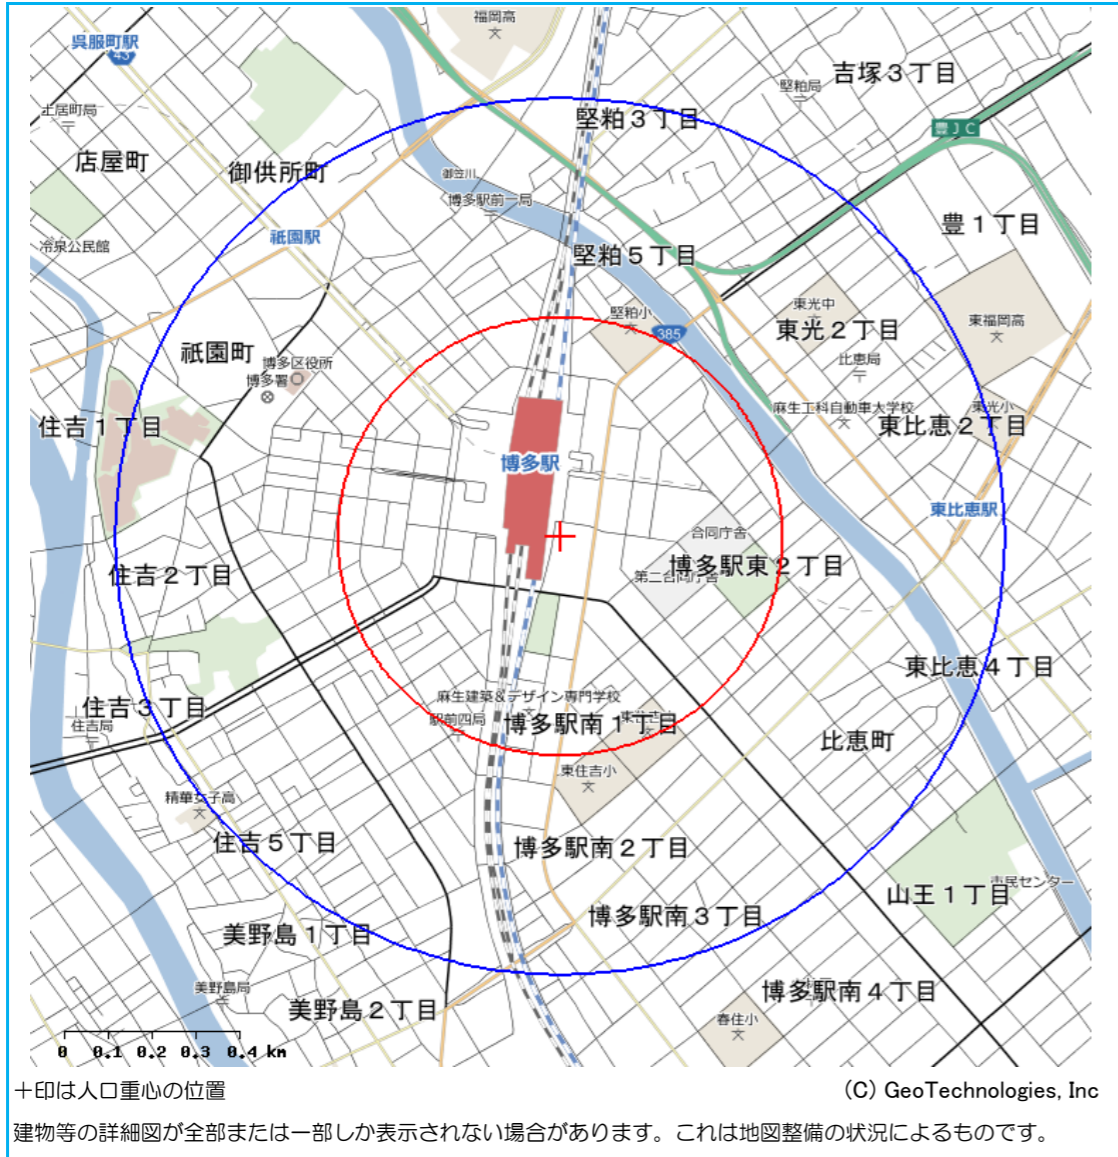 福岡高
呉服町駅
43
吉塚３丁目
堅粕局
土居町局
堅粕３丁目
豊ＪＣ
店屋町
御供所町
御笠川
博多駅前一局
豊１丁目
冷泉公民館
祇園駅
堅粕５丁目
東光中
堅粕小
385
東光２丁目
東福岡高
祇園町
博多区役所
博多署
比恵局
住吉１丁目
麻生工科自動車大学校
東光小
東比恵２丁目
博多駅
東比恵駅
合同庁舎
住吉２丁目
第二合同庁舎
博多駅東２丁目
東比恵４丁目
麻生建築＆デザイン専門学校
住吉３丁目
住吉局
駅前四局
博多駅南１丁目
比恵町
東住吉小
精華女子高
住吉５丁目
博多駅南２丁目
市民センター
山王１丁目
博多駅南３丁目
美野島１丁目
美野島局
美野島２丁目
博多駅南４丁目
春住小
0 0.1 0.2 0.3 0.4 km
＋印は人口重心の位置
(C) GeoTechnologies, Inc
建物等の詳細図が全部または一部しか表示されない場合があります。これは地図整備の状況によるものです。